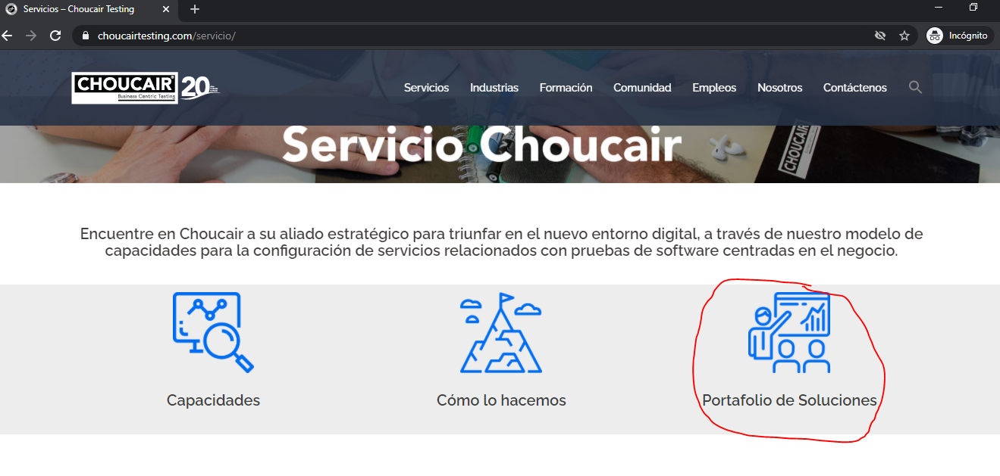 Servicios – Choucair Testing
choucairtesting.com/servicio/
Incógnito
CHOUCAIR®
Business Centric Testing
20
Servicios Industrias Formación Comunidad Empleos Nosotros Contáctenos
Servicio Choucair
CHOUCAIR
Encuentre en Choucair a su aliado estratégico para triunfar en el nuevo entorno digital, a través de nuestro modelo de
capacidades para la configuración de servicios relacionados con pruebas de software centradas en el negocio.
Capacidades
Cómo lo hacemos
Portafolio de Soluciones